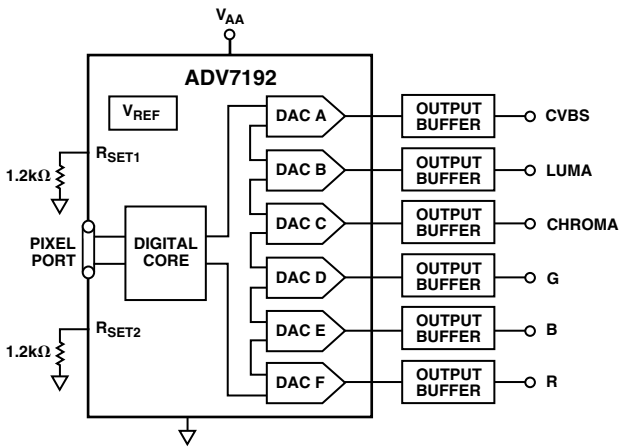 VAA
ADV7192
VREF
RSET1
1.2kΩ
PIXEL
PORT
DIGITAL
CORE
RSET2
1.2kΩ
DAC A
OUTPUT
BUFFER
CVBS
DAC B
OUTPUT
BUFFER
LUMA
DAC C
OUTPUT
BUFFER
CHROMA
DAC D
OUTPUT
BUFFER
G
DAC E
OUTPUT
BUFFER
B
DAC F
OUTPUT
BUFFER
R